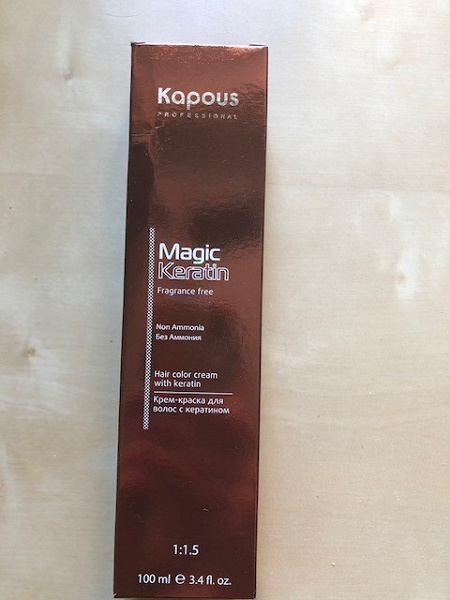 Kapous
PROFESSIONAL
Magic
Keratin
Fragrance free
Non Ammonia
Без Аммония
Hair color cream
with keratin
Крем-краска для
волос с кератином
1:1.5
100 ml ℮ 3.4 fl. oz.